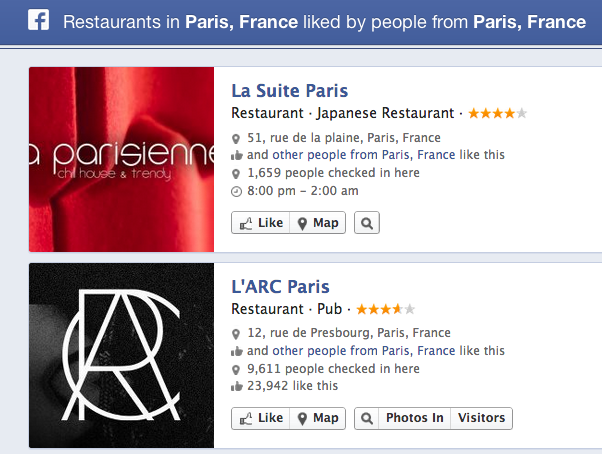 Restaurants in Paris, France liked by people from Paris, France
a parisienne
chil house & trendy
La Suite Paris
Restaurant · Japanese Restaurant ·
51, rue de la plaine, Paris, France
and other people from Paris, France like this
1,659 people checked in here
8:00 pm – 2:00 am
Like Map
ARC
L'ARC Paris
Restaurant · Pub ·
12, rue de Presbourg, Paris, France
and other people from Paris, France like this
9,611 people checked in here
23,942 like this
Like Map Photos In Visitors